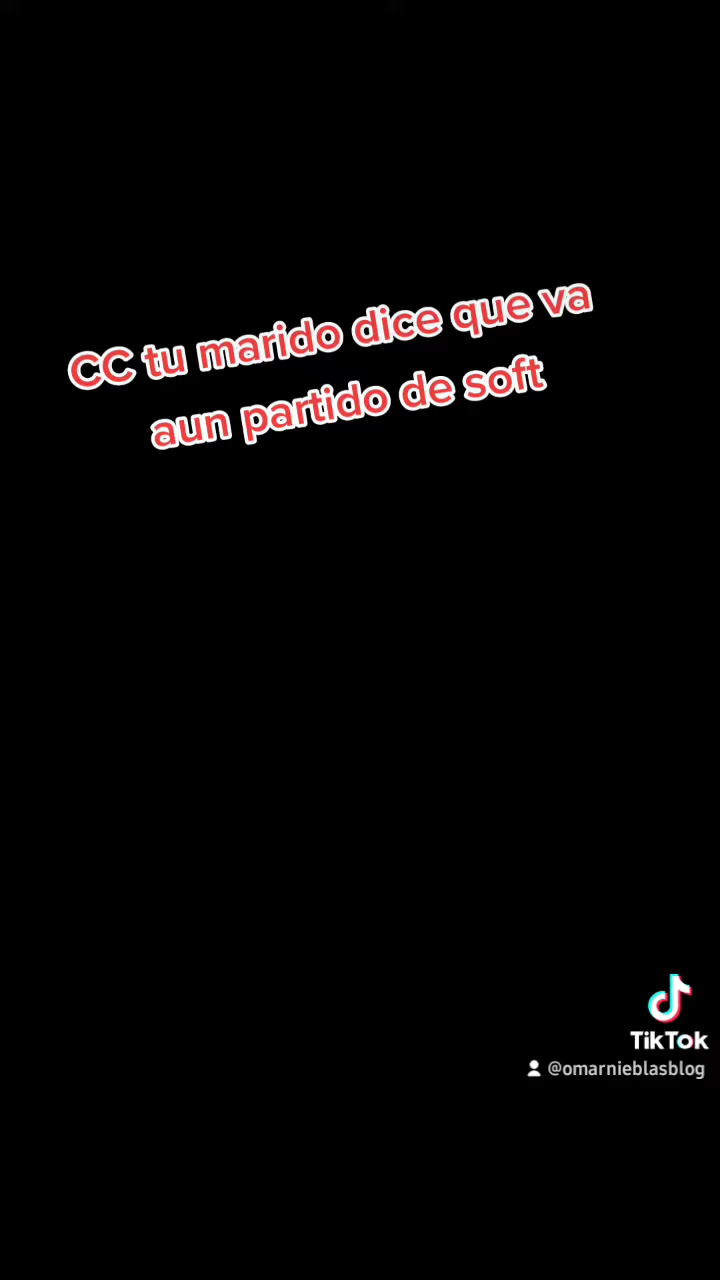 CC tu marido dice que va
aun partido de soft
TikTok
@omarnieblasblog